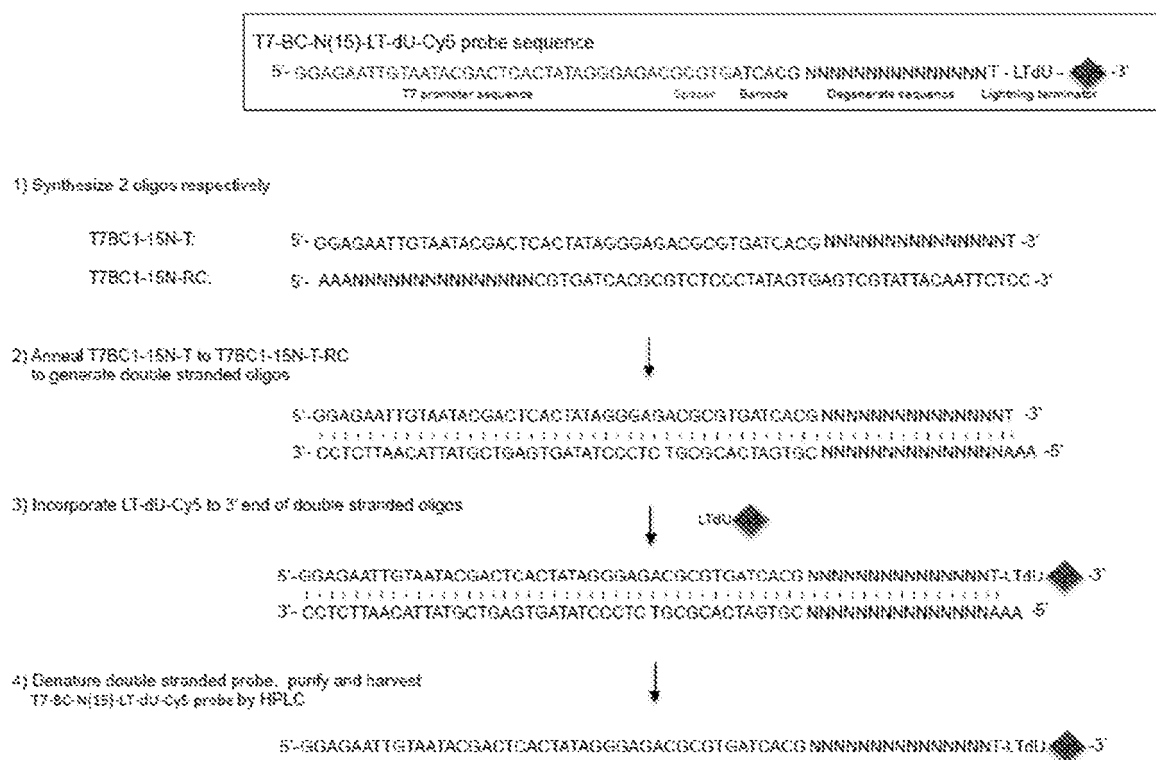 T7-BC-N(15)-LT-dU-Cy5 probe sequence
5'- GGAGAATTGTAATACGACTCACTATAGGGAGACGCGTGATCACG NNNNNNNNNNNNNNNT - LTdU - -3'
T7 promoter sequence Spacer Barcode Degenerate sequence Lightning terminator
1) Synthesize 2 oligos respectively
T7BC1-15N-T: 5'- GGAGAATTGTAATACGACTCACTATAGGGAGACGCGTGATCACG NNNNNNNNNNNNNNNT -3'
T7BC1-15N-RC: 5'- AAANNNNNNNNNNNNNNNCGTGATCACGCGTCTCCCTATAGTGAGTCGTATTACAATTCTCC -3'
2) Anneal T7BC1-15N-T to T7BC1-15N-T-RC
to generate double stranded oligos
5'-GGAGAATTGTAATACGACTCACTATAGGGAGACGCGTGATCACG NNNNNNNNNNNNNNNT -3'
3'- CCTCTTAACATTATGCTGAGTGATATCCCTC TGCGCACTAGTGC NNNNNNNNNNNNNNNAAA -5'
3) Incorporate LT-dU-Cy5 to 3' end of double stranded oligos
LTdU
5'-GGAGAATTGTAATACGACTCACTATAGGGAGACGCGTGATCACG NNNNNNNNNNNNNNNT-LTdU -3'
3'- CCTCTTAACATTATGCTGAGTGATATCCCTC TGCGCACTAGTGC NNNNNNNNNNNNNNNAAA -5'
4) Denature double stranded probe, purify and harvest
T7-BC-N(15)-LT-dU-Cy5 probe by HPLC
5'-GGAGAATTGTAATACGACTCACTATAGGGAGACGCGTGATCACG NNNNNNNNNNNNNNNT-LTdU -3'